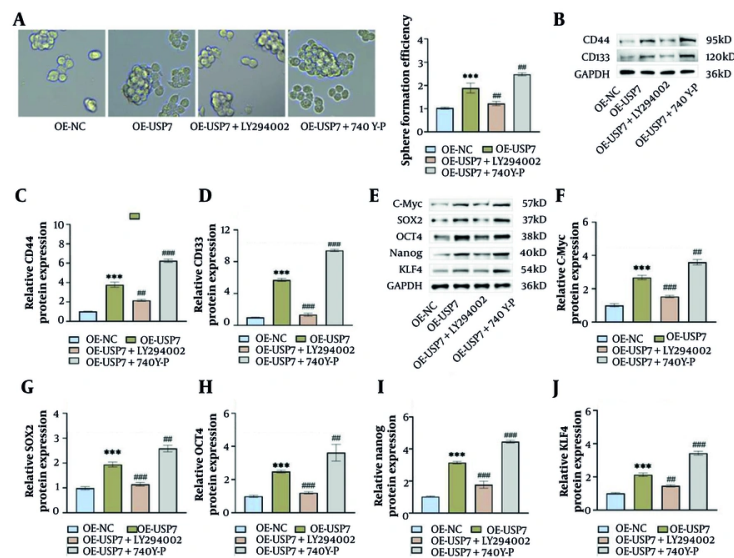 A
OE-NC
OE-USP7
OE-USP7 + LY294002
OE-USP7 + 740 Y-P
Sphere formation efficiency
4
3
2
1
0
***
##
##
OE-NC
OE-USP7
OE-USP7 + LY294002
OE-USP7 + 740Y-P
B
CD44
95kD
CD133
120kD
GAPDH
36kD
OE-NC
OE-USP7
OE-USP7 + LY294002
OE-USP7 + 740 Y-P
C
Relative CD44
protein expression
10
8
6
4
2
0
***
##
###
OE-NC
OE-USP7
OE-USP7 + LY294002
OE-USP7 + 740Y-P
D
Relative CD133
protein expression
12
9
6
3
0
***
###
###
OE-NC
OE-USP7
OE-USP7 + LY294002
OE-USP7 + 740Y-P
E
C-Myc
57kD
SOX2
37kD
OCT4
38kD
Nanog
40kD
KLF4
54kD
GAPDH
36kD
OE-NC
OE-USP7
OE-USP7 + LY294002
OE-USP7 + 740 Y-P
F
Relative C-Myc
protein expression
6
4
2
0
***
###
##
OE-NC
OE-USP7
OE-USP7 + LY294002
OE-USP7 + 740Y-P
G
Relative SOX2
protein expression
4
3
2
1
0
***
###
##
OE-NC
OE-USP7
OE-USP7 + LY294002
OE-USP7 + 740Y-P
H
Relative OCT4
protein expression
6
4
2
0
***
###
##
OE-NC
OE-USP7
OE-USP7 + LY294002
OE-USP7 + 740Y-P
I
Relative nanog
protein expression
6
4
2
0
***
###
###
OE-NC
OE-USP7
OE-USP7 + LY294002
OE-USP7 + 740Y-P
J
Relative KLF4
protein expression
6
4
2
0
***
##
###
OE-NC
OE-USP7
OE-USP7 + LY294002
OE-USP7 + 740Y-P